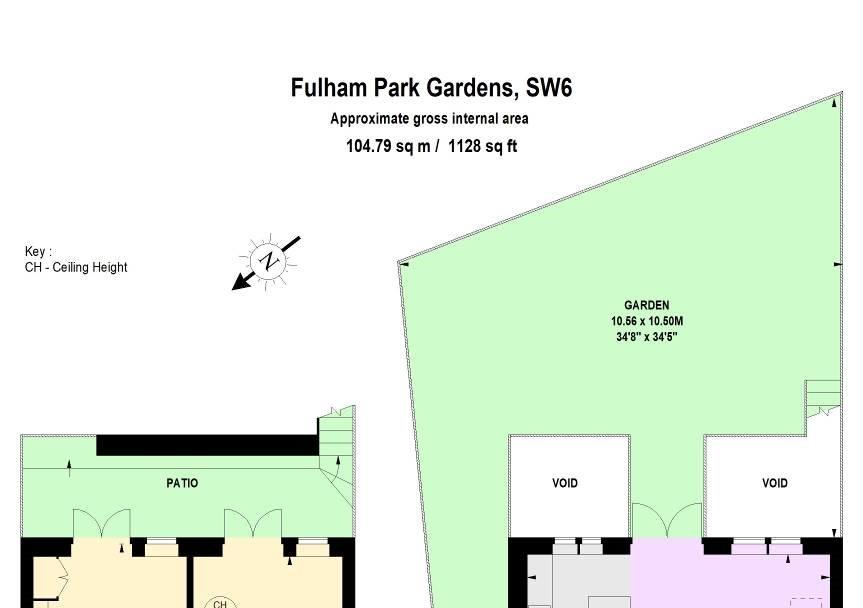 Fulham Park Gardens, SW6
Approximate gross internal area
104.79 sq m / 1128 sq ft
Key :
CH - Ceiling Height
N
GARDEN
10.56 x 10.50M
34'8" x 34'5"
PATIO
VOID
VOID
CH